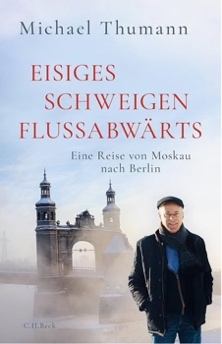 Michael Thumann
EISIGES
SCHWEIGEN
FLUSSABWÄRTS
Eine Reise von Moskau
nach Berlin
C.H.Beck